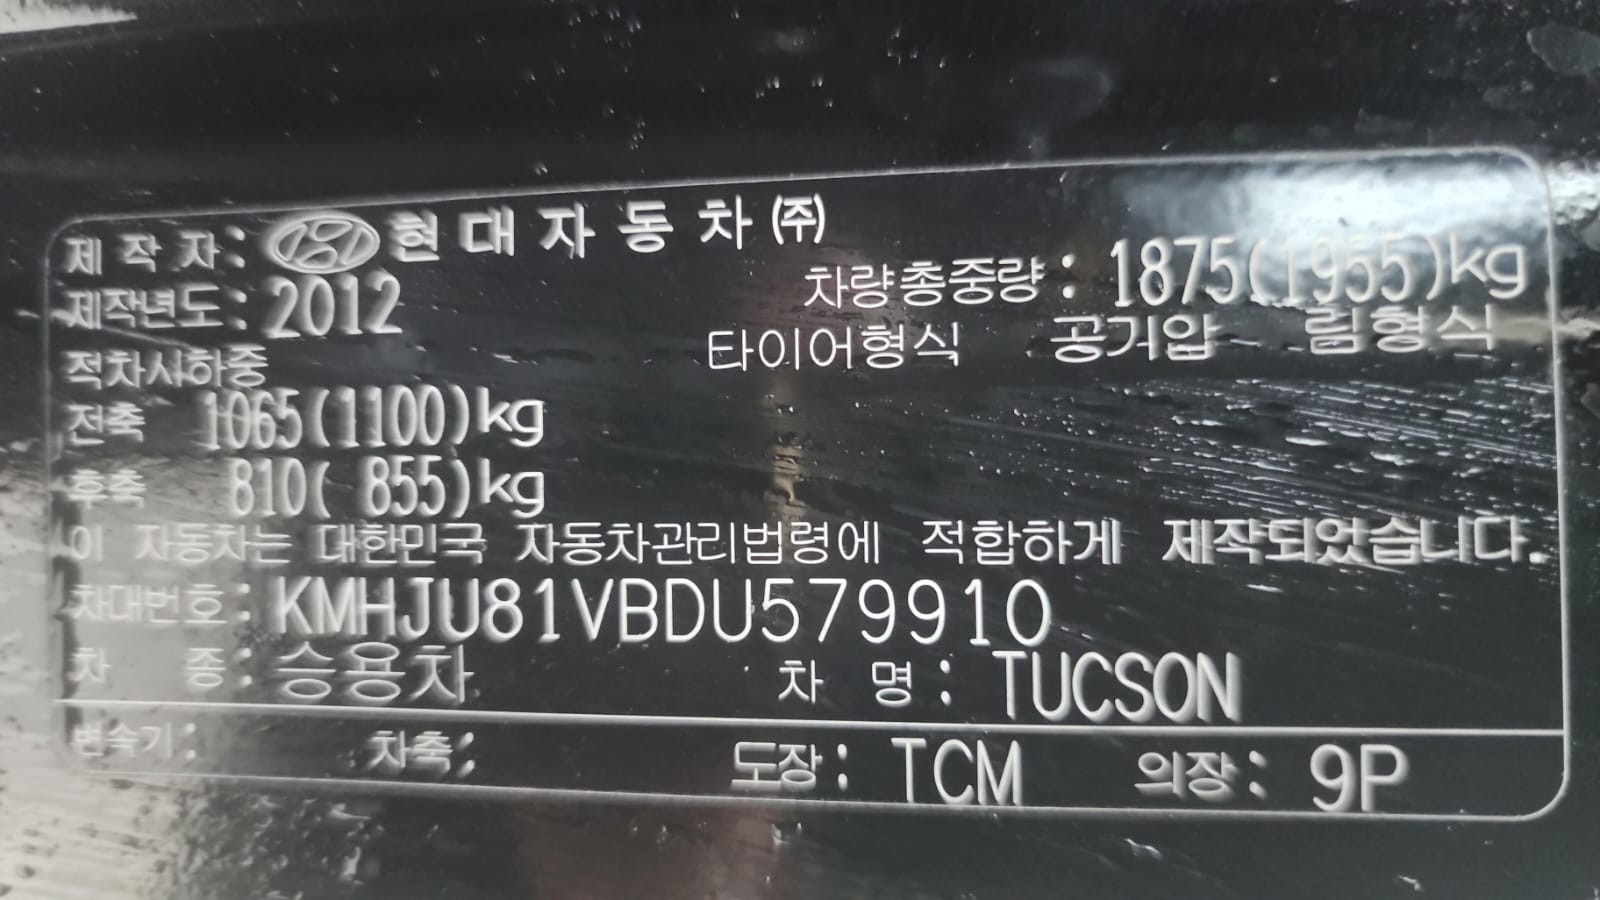 제 작 자: 현대자동차(주)
제작년도: 2012 차량총중량: 1875(1955)kg
적차시하중 타이어형식 공기압 림형식
전축 1065(1100)kg
후축 810( 855)kg
이 자동차는 대한민국 자동차관리법령에 적합하게 제작되었습니다.
차대번호: KMHJU81VBDU579910
차 종: 승용차 차 명: TUCSON
변속기: 차축: 도장: TCM 의장: 9P